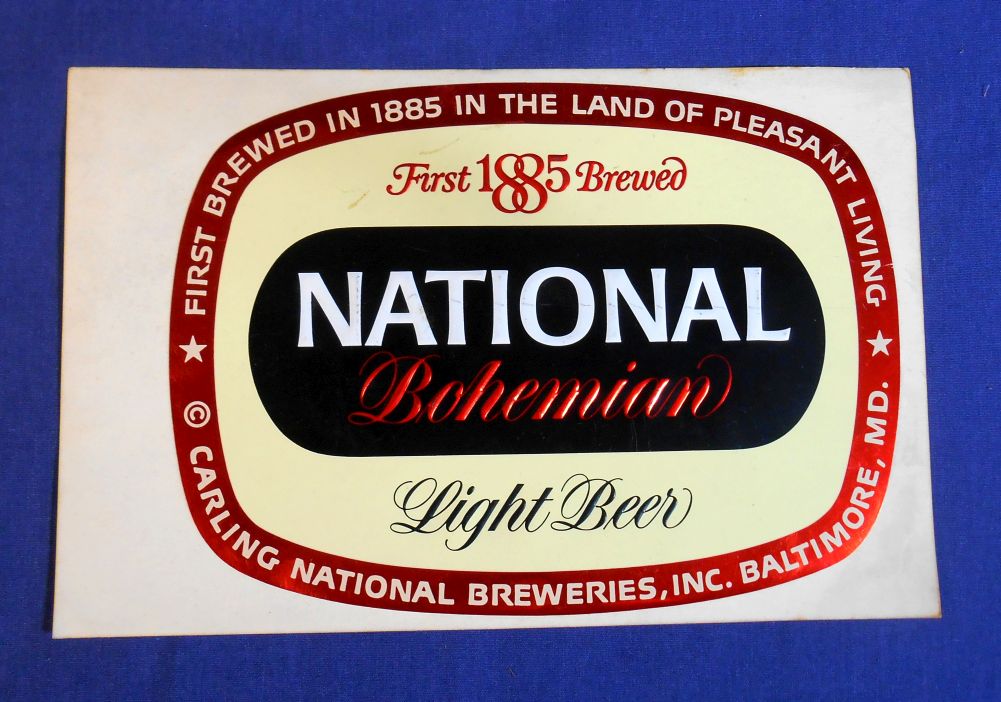 ★ FIRST BREWED IN 1885 IN THE LAND OF PLEASANT LIVING ★
First 1885 Brewed
NATIONAL
Bohemian
Light Beer
© CARLING NATIONAL BREWERIES, INC. BALTIMORE, MD.